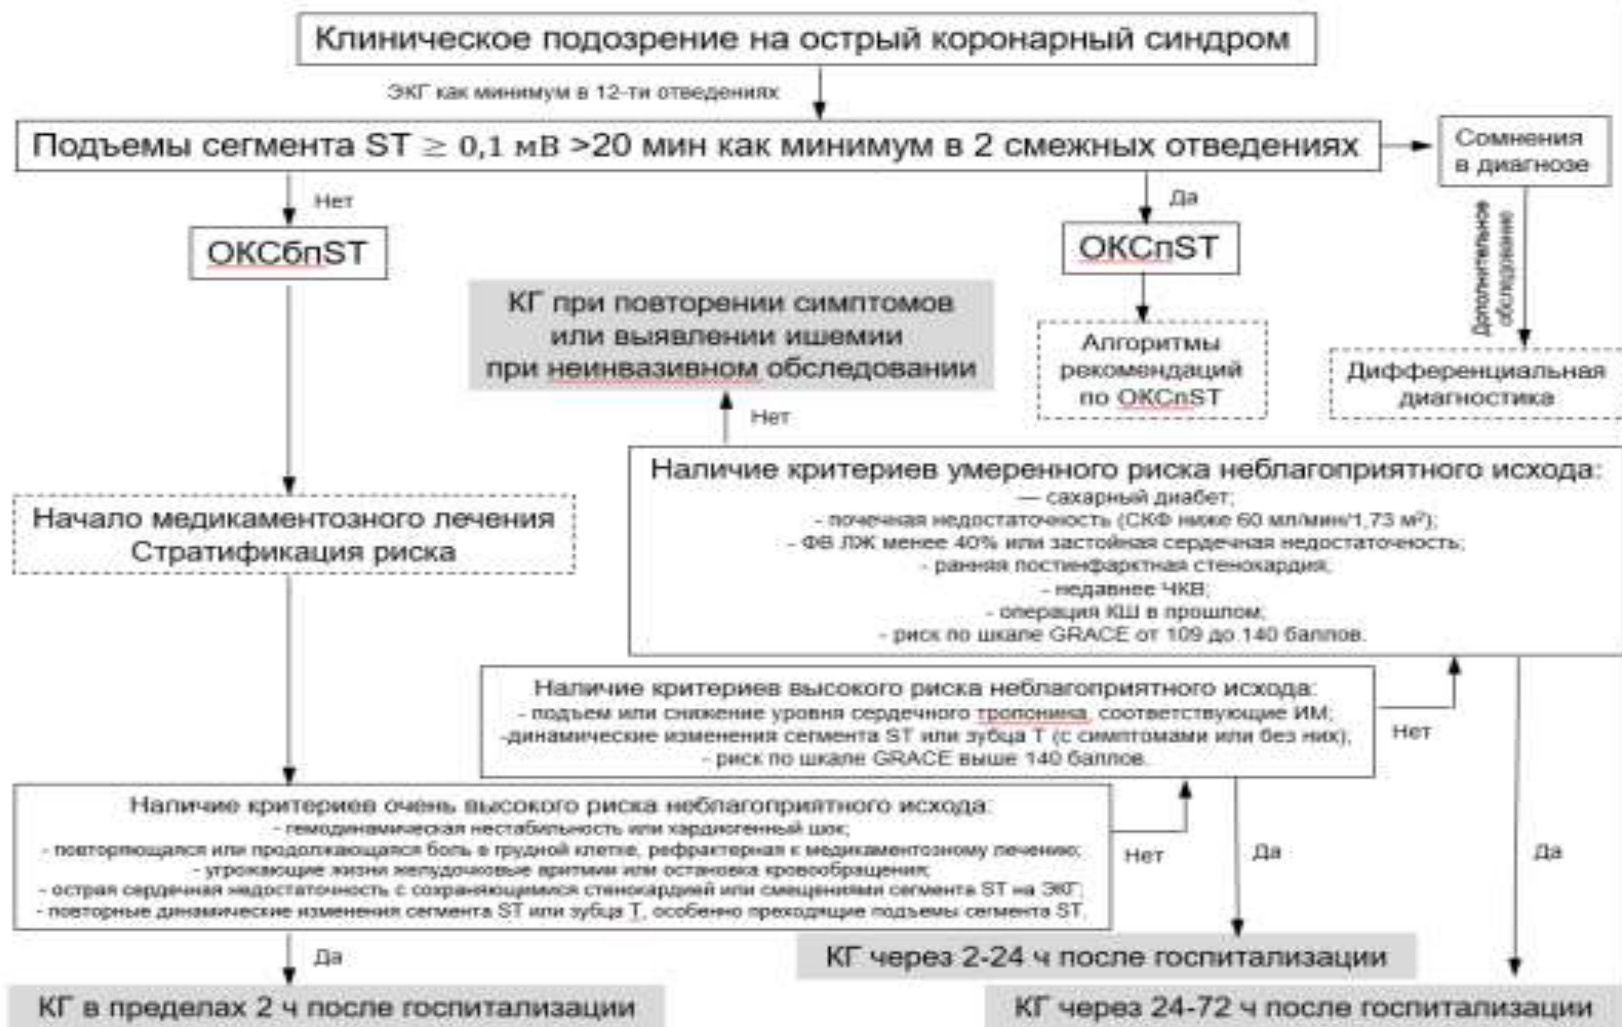 Клиническое подозрение на острый коронарный синдром
ЭКГ как минимум в 12-ти отведениях
Подъемы сегмента ST ≥ 0,1 мВ >20 мин как минимум в 2 смежных отведениях
Сомнения
в диагнозе
Нет
Да
Дополнительное
обследование
ОКСбпST
ОКСпST
КГ при повторении симптомов
или выявлении ишемии
при неинвазивном обследовании
Алгоритмы
рекомендаций
по ОКСпST
Дифференциальная
диагностика
Нет
Наличие критериев умеренного риска неблагоприятного исхода:
— сахарный диабет;
- почечная недостаточность (СКФ ниже 60 мл/мин/1,73 м²);
- ФВ ЛЖ менее 40% или застойная сердечная недостаточность;
- ранняя постинфарктная стенокардия;
- недавнее ЧКВ;
- операция КШ в прошлом;
- риск по шкале GRACE от 109 до 140 баллов.
Начало медикаментозного лечения
Стратификация риска
Наличие критериев высокого риска неблагоприятного исхода:
- подъем или снижение уровня сердечного тропонина, соответствующие ИМ;
-динамические изменения сегмента ST или зубца T (с симптомами или без них);
- риск по шкале GRACE выше 140 баллов.
Нет
Наличие критериев очень высокого риска неблагоприятного исхода:
- гемодинамическая нестабильность или кардиогенный шок;
- повторяющаяся или продолжающаяся боль в грудной клетке, рефрактерная к медикаментозному лечению;
- угрожающие жизни желудочковые аритмии или остановка кровообращения;
- острая сердечная недостаточность с сохраняющимися стенокардией или смещениями сегмента ST на ЭКГ;
- повторные динамические изменения сегмента ST или зубца T, особенно преходящие подъемы сегмента ST.
Нет
Да
Да
Да
КГ через 2-24 ч после госпитализации
КГ в пределах 2 ч после госпитализации
КГ через 24-72 ч после госпитализации